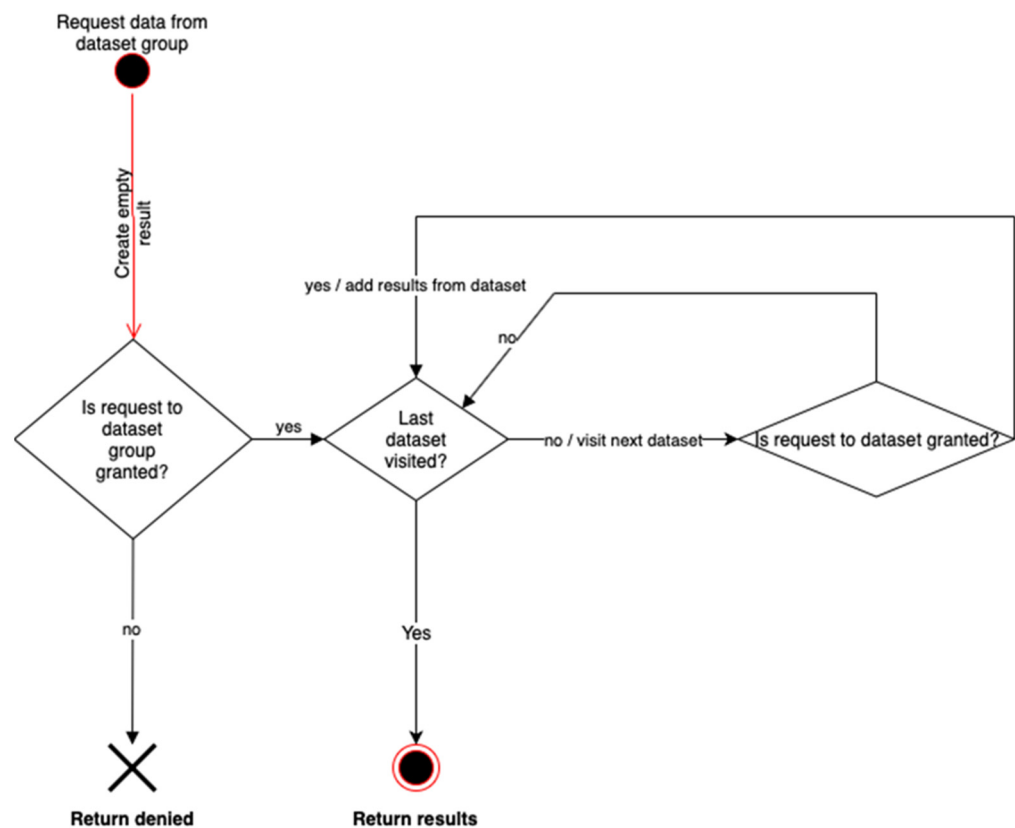 Request data from
dataset group
Create empty
result
yes / add results from dataset
no
Is request to
dataset
group
granted?
yes
Last
dataset
visited?
no / visit next dataset
Is request to dataset granted?
no
Yes
Return denied
Return results